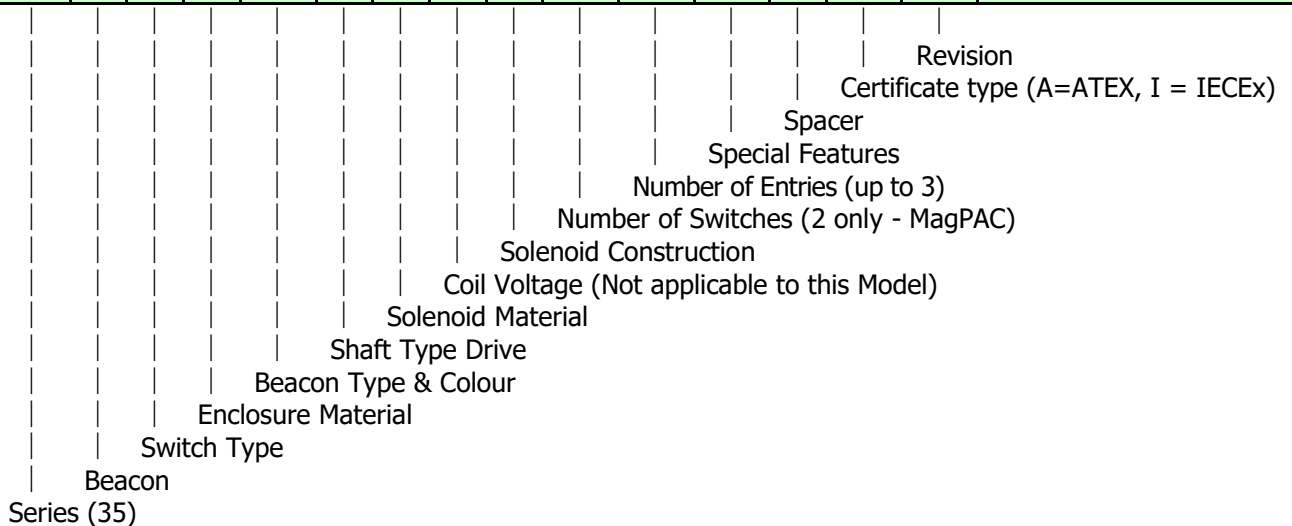 Revision
Certificate type (A=ATEX, I = IECEx)
Spacer
Special Features
Number of Entries (up to 3)
Number of Switches (2 only - MagPAC)
Solenoid Construction
Coil Voltage (Not applicable to this Model)
Solenoid Material
Shaft Type Drive
Beacon Type & Colour
Enclosure Material
Switch Type
Beacon
Series (35)